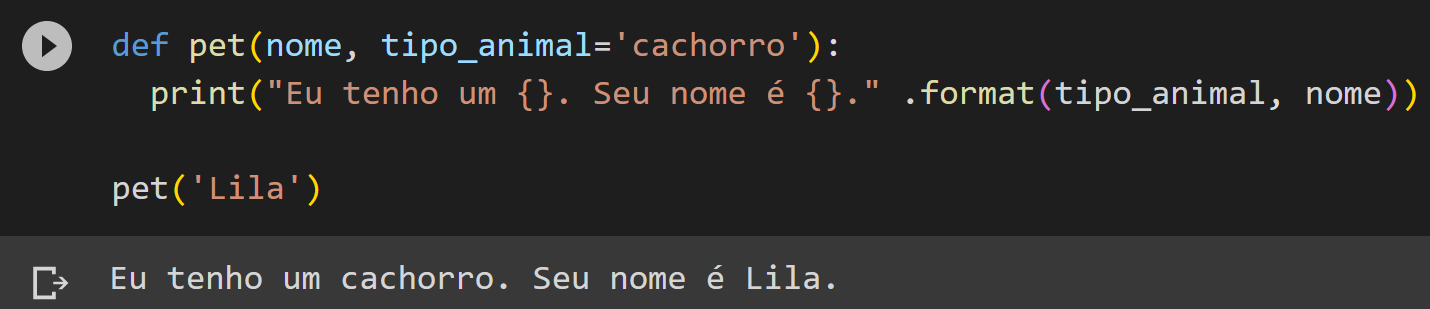 def pet(nome, tipo_animal='cachorro'):
  print("Eu tenho um {}. Seu nome é {}." .format(tipo_animal, nome))
pet('Lila')
Eu tenho um cachorro. Seu nome é Lila.